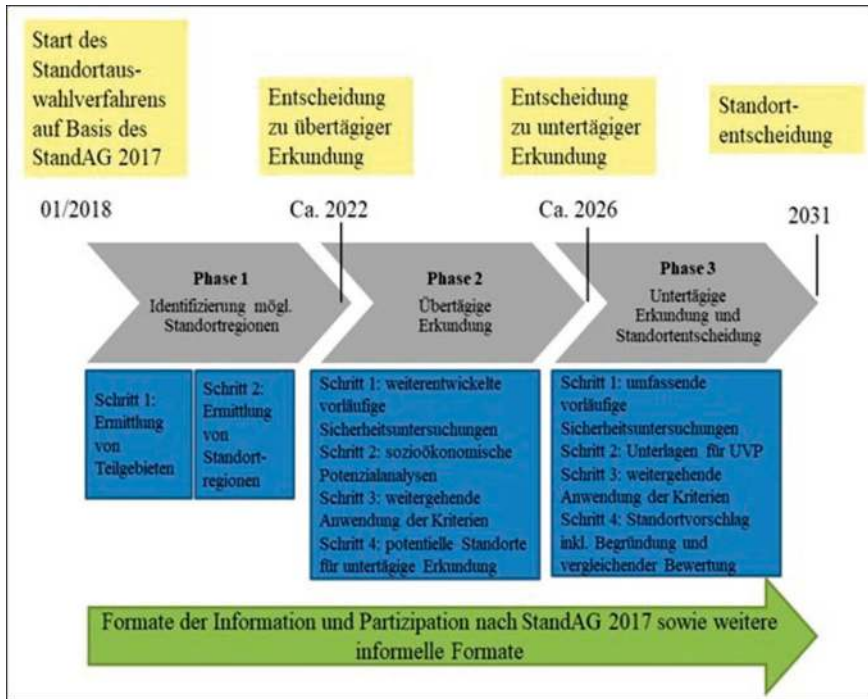 Start des
Standortaus-
wahlverfahrens
auf Basis des
StandAG 2017
Entscheidung
zu übertägiger
Erkundung
Entscheidung
zu untertägiger
Erkundung
Standort-
entscheidung
01/2018
Ca. 2022
Ca. 2026
2031
Phase 1
Identifizierung mögl.
Standortregionen
Phase 2
Übertägige
Erkundung
Phase 3
Untertägige
Erkundung und
Standortentscheidung
Schritt 1:
Ermittlung
von
Teilgebieten
Schritt 2:
Ermittlung
von
Standort-
regionen
Schritt 1: weiterentwickelte
vorläufige
Sicherheitsuntersuchungen
Schritt 2: sozioökonomische
Potenzialanalysen
Schritt 3: weitergehende
Anwendung der Kriterien
Schritt 4: potentielle Standorte
für untertägige Erkundung
Schritt 1: umfassende
vorläufige
Sicherheitsuntersuchungen
Schritt 2: Unterlagen für UVP
Schritt 3: weitergehende
Anwendung der Kriterien
Schritt 4: Standortvorschlag
inkl. Begründung und
vergleichender Bewertung
Formate der Information und Partizipation nach StandAG 2017 sowie weitere
informelle Formate